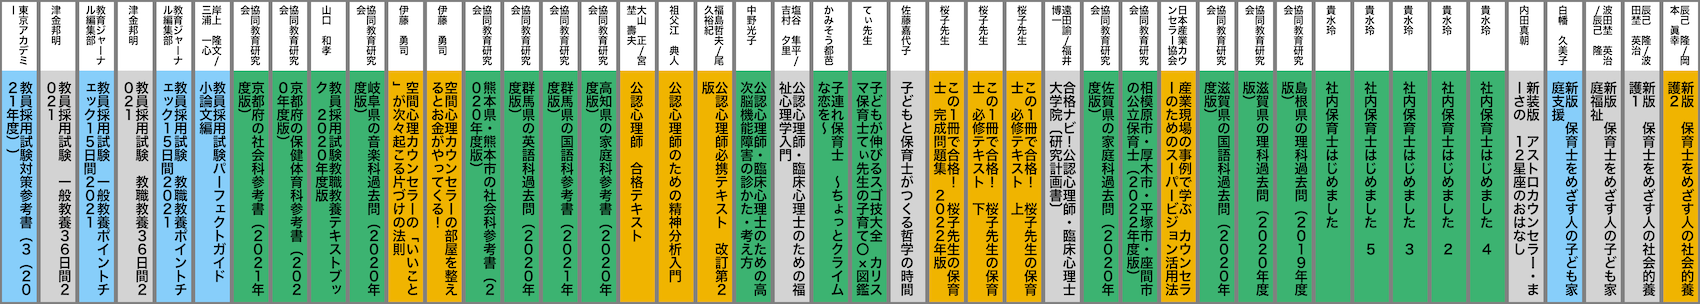 辰己 隆/岡
本 眞幸
新版 保育士をめざす人の社会的養
護2
辰己 隆/波
田埜 英治
新版 保育士をめざす人の社会的養
護1
波田埜 英治
/辰己 隆
新版 保育士をめざす人の子ども家
庭福祉
白幡 久美子
新版 保育士をめざす人の子ども家
庭支援
内田真朝
新装版 アストロカウンセラー・ま
ーさの 12星座のおはなし
貴水玲
社内保育士はじめました 4
貴水玲
社内保育士はじめました 2
貴水玲
社内保育士はじめました 3
貴水玲
社内保育士はじめました 5
貴水玲
社内保育士はじめました
協同教育研究
会
島根県の理科過去問(2019年度
版)
協同教育研究
会
滋賀県の理科過去問(2020年度
版)
協同教育研究
会
滋賀県の国語科過去問(2020年
度版)
日本産業カウ
ンセラー協会
産業現場の事例で学ぶ カウンセラ
ーのためのスーパービジョン活用法
協同教育研究
会
相模原市・厚木市・平塚市・座間市
の公立保育士(2022年度版)
協同教育研究
会
佐賀県の家庭科過去問(2020年
度版)
遠田諭/福井
博一
合格ナビ!公認心理師・臨床心理士
大学院〔研究計画書〕
桜子先生
この1冊で合格! 桜子先生の保育
士 必修テキスト 上
桜子先生
この1冊で合格! 桜子先生の保育
士 必修テキスト 下
桜子先生
この1冊で合格! 桜子先生の保育
士 完成問題集 2022年版
佐藤嘉代子
子どもと保育士がつくる哲学の時間
てぃ先生
子どもが伸びるスゴ技大全 カリス
マ保育士てぃ先生の子育て〇×図鑑
かみそう都芭
子連れ保育士 〜ちょっとクライム
な恋を〜
塩谷 隼平/
吉村 夕里
公認心理師・臨床心理士のための福
祉心理学入門
中野光子
公認心理師・臨床心理士のための高
次脳機能障害の診かた・考え方
福島哲夫/尾
久裕紀
公認心理師必携テキスト 改訂第2
版
祖父江 典人
公認心理師のための精神分析入門
大山 正/宮
埜 壽夫
公認心理師 合格テキスト
協同教育研究
会
高知県の家庭科参考書(2020年
度版)
協同教育研究
会
群馬県の国語科過去問(2021年
度版)
協同教育研究
会
群馬県の英語科過去問(2020年
度版)
協同教育研究
会
熊本県・熊本市の社会科参考書(2
020年度版)
伊藤 勇司
空間心理カウンセラーの部屋を整え
るとお金がやってくる!
伊藤 勇司
空間心理カウンセラーの「いいこと
」が次々起こる片づけの法則
協同教育研究
会
岐阜県の音楽科過去問(2020年
度版)
山口 和孝
教員採用試験教職教養テキストブッ
ク 2020年度版
協同教育研究
会
京都府の保健体育科参考書(202
0年度版)
協同教育研究
会
京都府の社会科参考書(2021年
度版)
岸上 隆文/
三浦 一心
教員採用試験パーフェクトガイド
小論文編
教育ジャーナ
ル編集部
教員採用試験 教職教養ポイントチ
ェック15日間2021
津金邦明
教員採用試験 教職教養36日間2
021
教育ジャーナ
ル編集部
教員採用試験 一般教養ポイントチ
ェック15日間2021
津金邦明
教員採用試験 一般教養36日間2
021
東京アカデミ
ー
教員採用試験対策参考書(3(20
21年度))